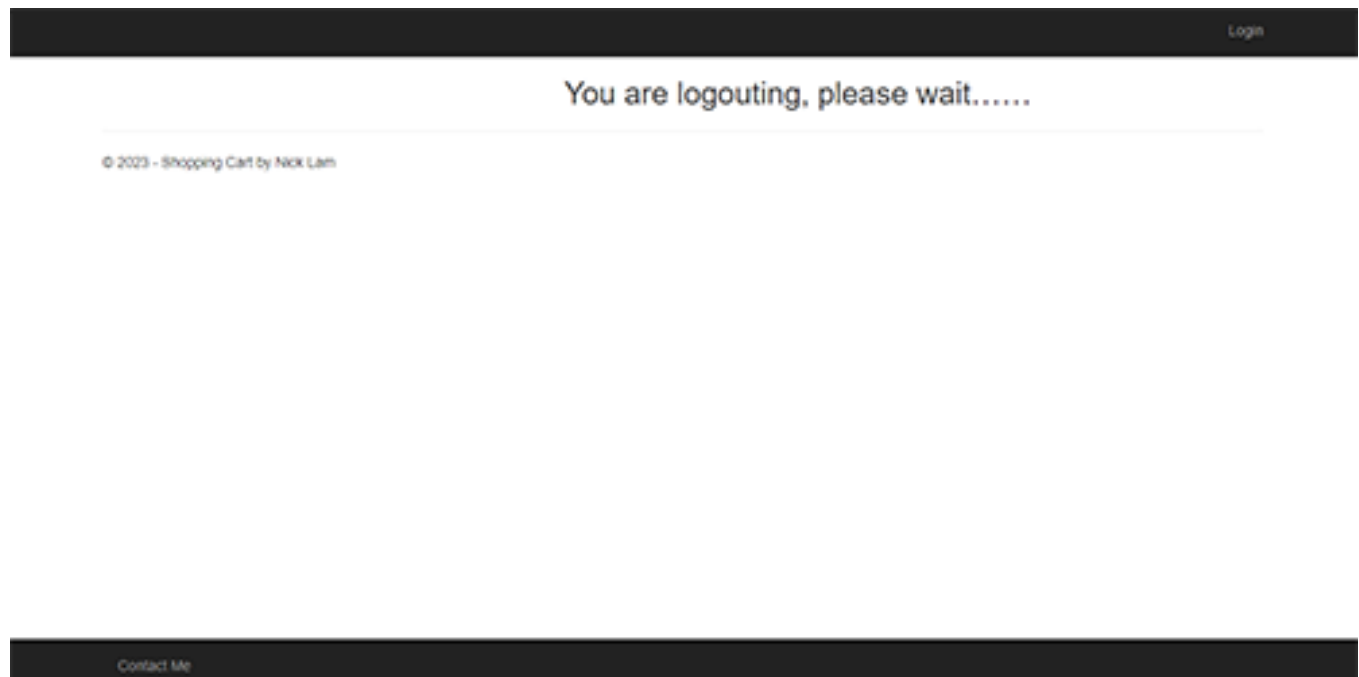 Login
You are logouting, please wait......
© 2023 - Shopping Cart by Nick Lam
Contact Me